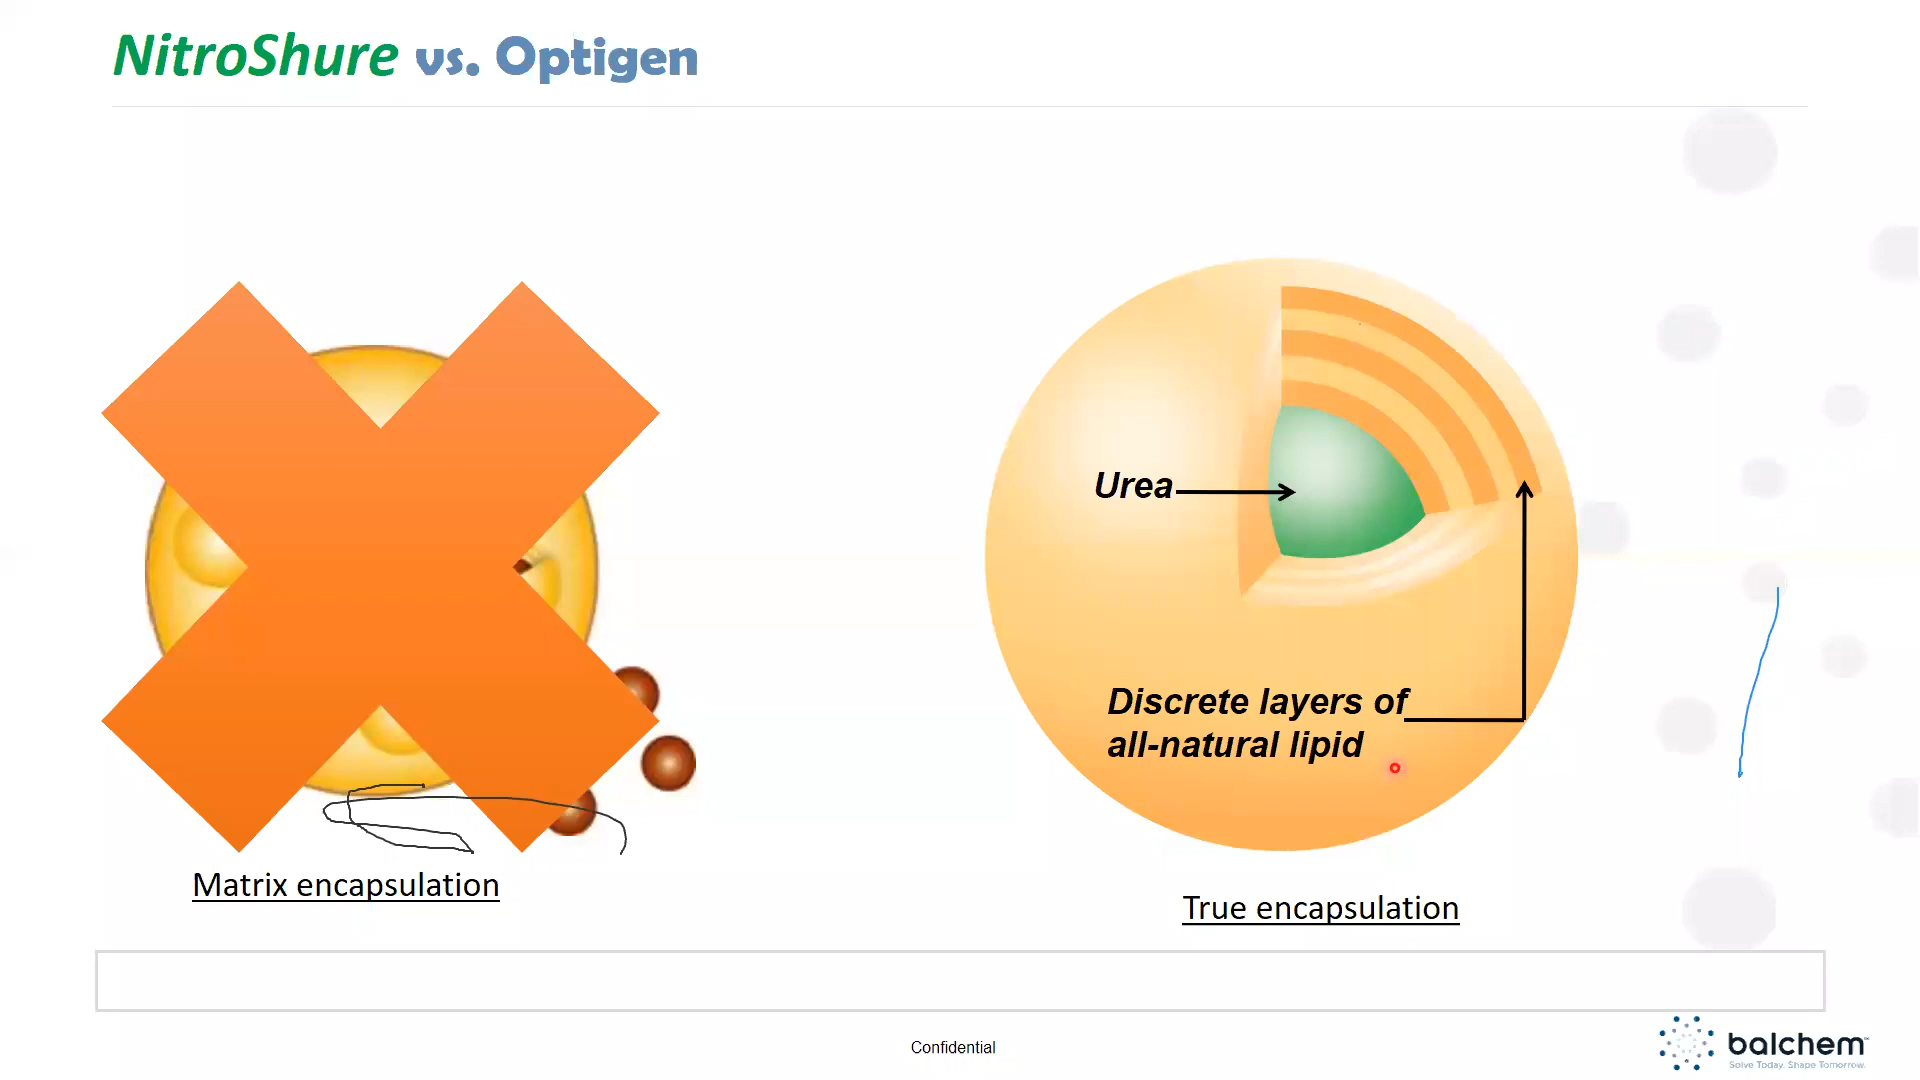 NitroShure vs. Optigen
Urea
Discrete layers of
all-natural lipid
Matrix encapsulation
True encapsulation
Confidential
balchem™
Solve Today. Shape Tomorrow.